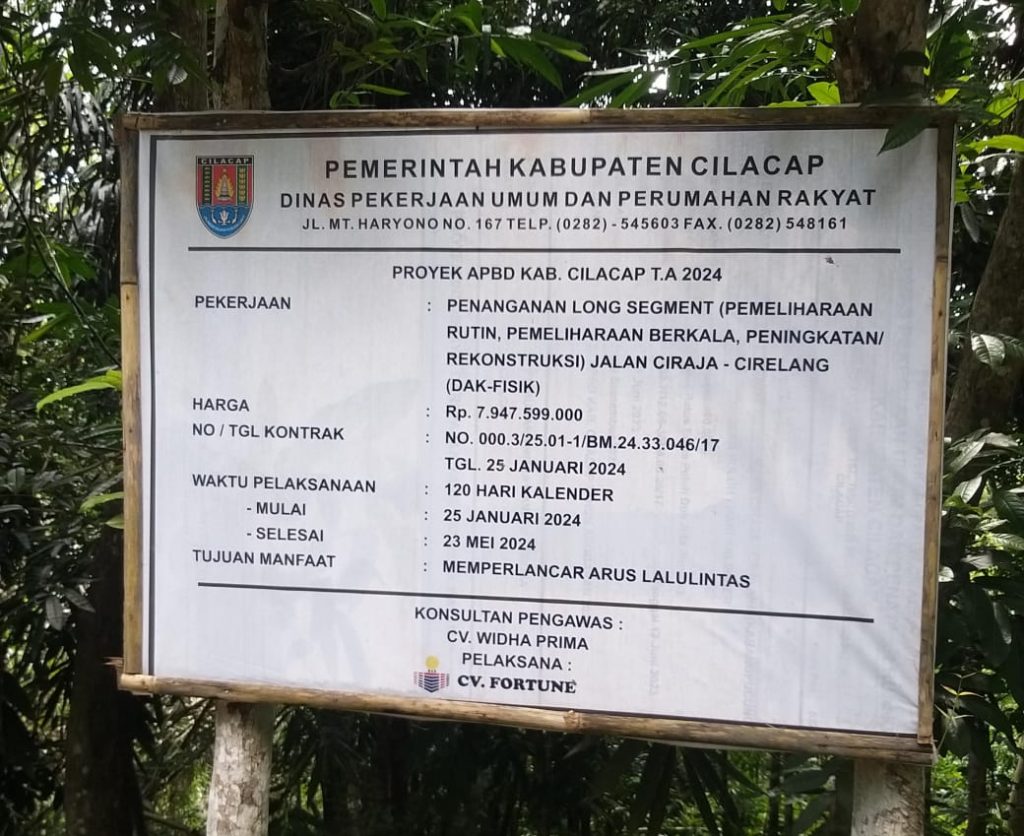 CILACAP
PEMERINTAH KABUPATEN CILACAP
DINAS PEKERJAAN UMUM DAN PERUMAHAN RAKYAT
JL. MT. HARYONO NO. 167 TELP. (0282) - 545603 FAX. (0282) 548161
PROYEK APBD KAB. CILACAP T.A 2024
PEKERJAAN : PENANGANAN LONG SEGMENT (PEMELIHARAAN
RUTIN, PEMELIHARAAN BERKALA, PENINGKATAN/
REKONSTRUKSI) JALAN CIRAJA - CIRELANG
(DAK-FISIK)
HARGA : Rp. 7.947.599.000
NO / TGL KONTRAK : NO. 000.3/25.01-1/BM.24.33.046/17
TGL. 25 JANUARI 2024
WAKTU PELAKSANAAN : 120 HARI KALENDER
- MULAI : 25 JANUARI 2024
- SELESAI : 23 MEI 2024
TUJUAN MANFAAT : MEMPERLANCAR ARUS LALULINTAS
KONSULTAN PENGAWAS :
CV. WIDHA PRIMA
PELAKSANA :
CV. FORTUNE